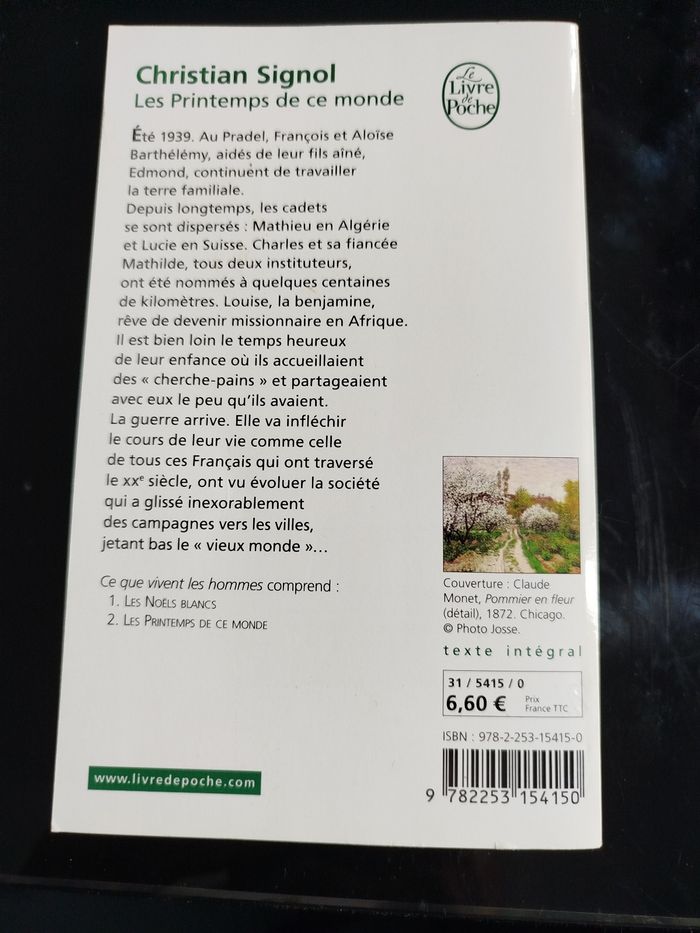 Christian Signol
Les Printemps de ce monde
Le
Livre
de
Poche
Été 1939. Au Pradel, François et Aloïse
Barthélémy, aidés de leur fils aîné,
Edmond, continuent de travailler
la terre familiale.
Depuis longtemps, les cadets
se sont dispersés : Mathieu en Algérie
et Lucie en Suisse. Charles et sa fiancée
Mathilde, tous deux instituteurs,
ont été nommés à quelques centaines
de kilomètres. Louise, la benjamine,
rêve de devenir missionnaire en Afrique.
Il est bien loin le temps heureux
de leur enfance où ils accueillaient
des « cherche-pains » et partageaient
avec eux le peu qu'ils avaient.
La guerre arrive. Elle va infléchir
le cours de leur vie comme celle
de tous ces Français qui ont traversé
le XXe siècle, ont vu évoluer la société
qui a glissé inexorablement
des campagnes vers les villes,
jetant bas le « vieux monde »...
Ce que vivent les hommes comprend :
1. LES NOËLS BLANCS
2. LES PRINTEMPS DE CE MONDE
Couverture : Claude
Monet, Pommier en fleur
(détail), 1872. Chicago.
© Photo Josse.
texte intégral
31 / 5415 / 0
6,60 €
Prix
France TTC
ISBN : 978-2-253-15415-0
9 782253 154150
www.livredepoche.com